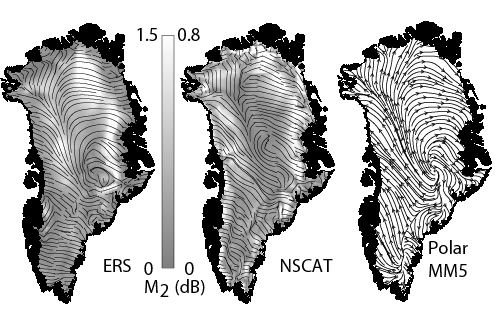 1.5 0.8
ERS
0 0
M2 (dB)
NSCAT
Polar
MM5